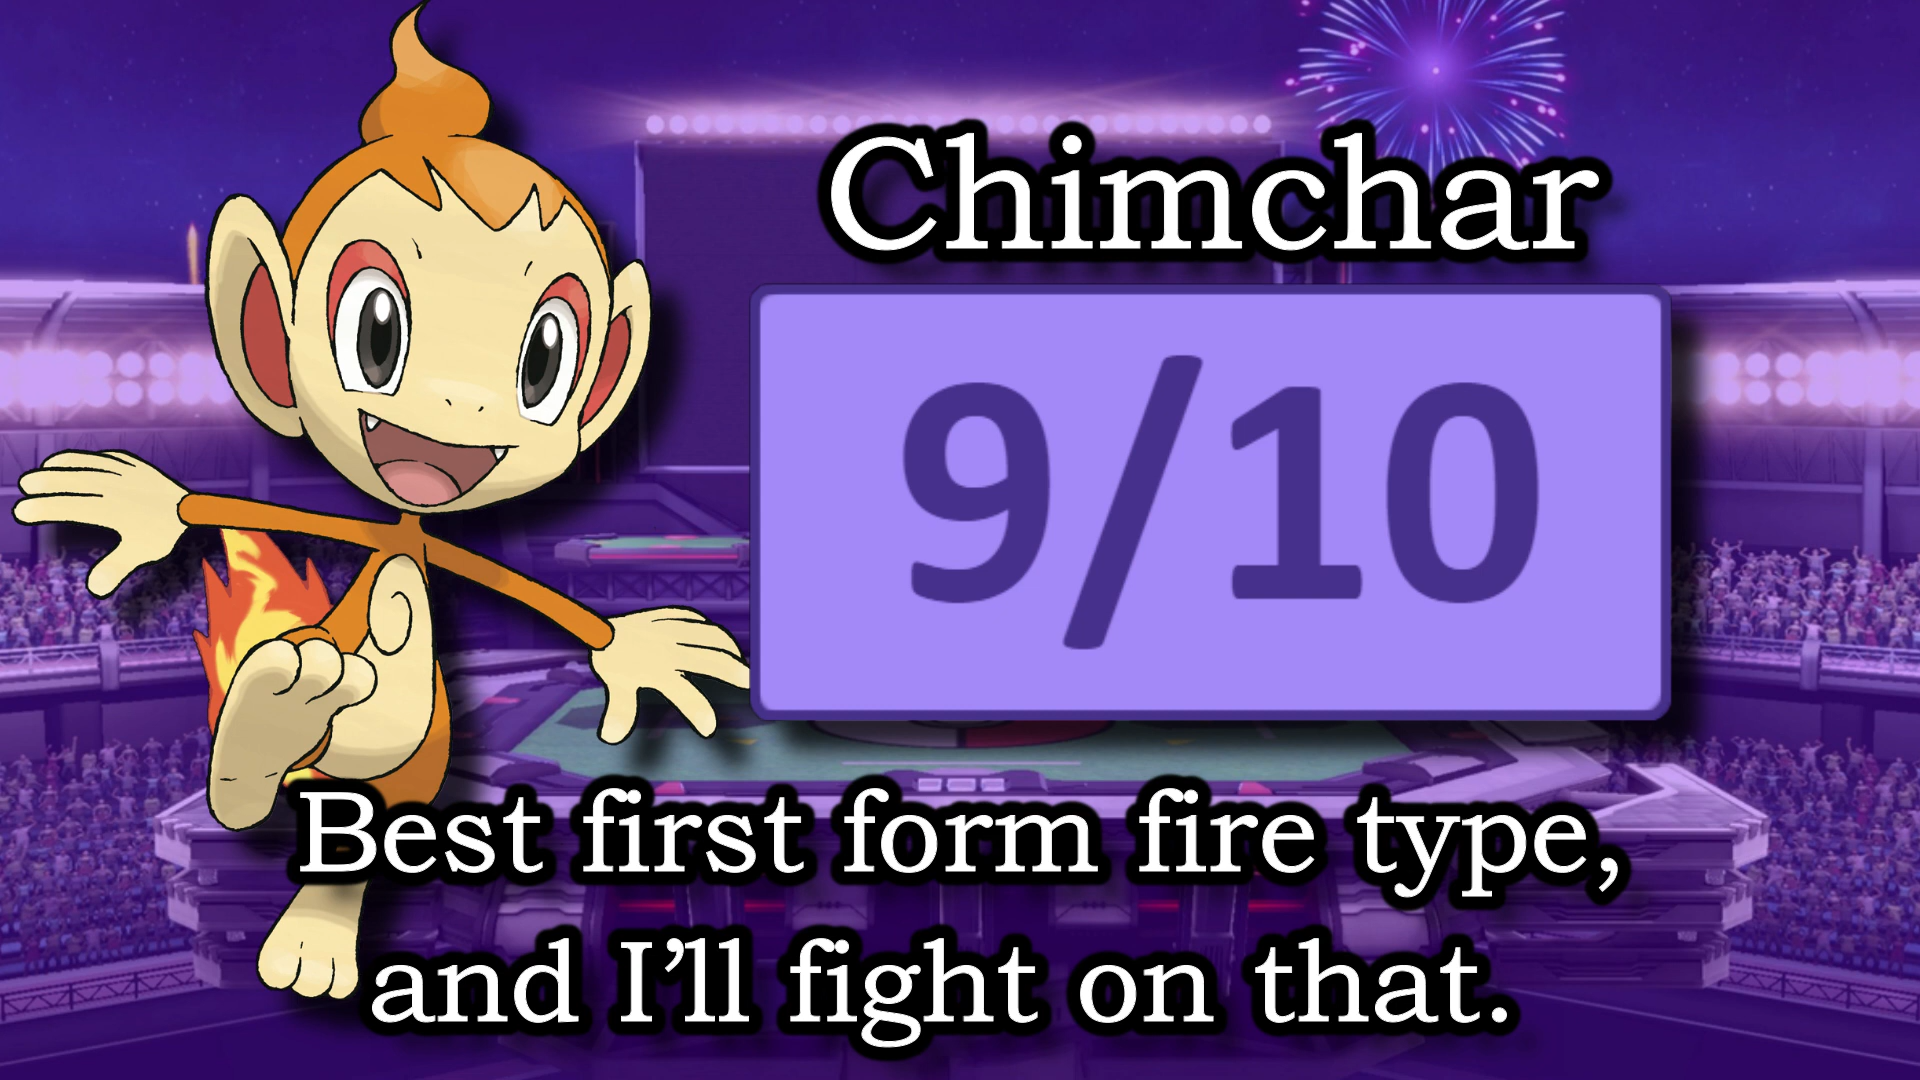 Chimchar
9/10
Best first form fire type,
and I’ll fight on that.